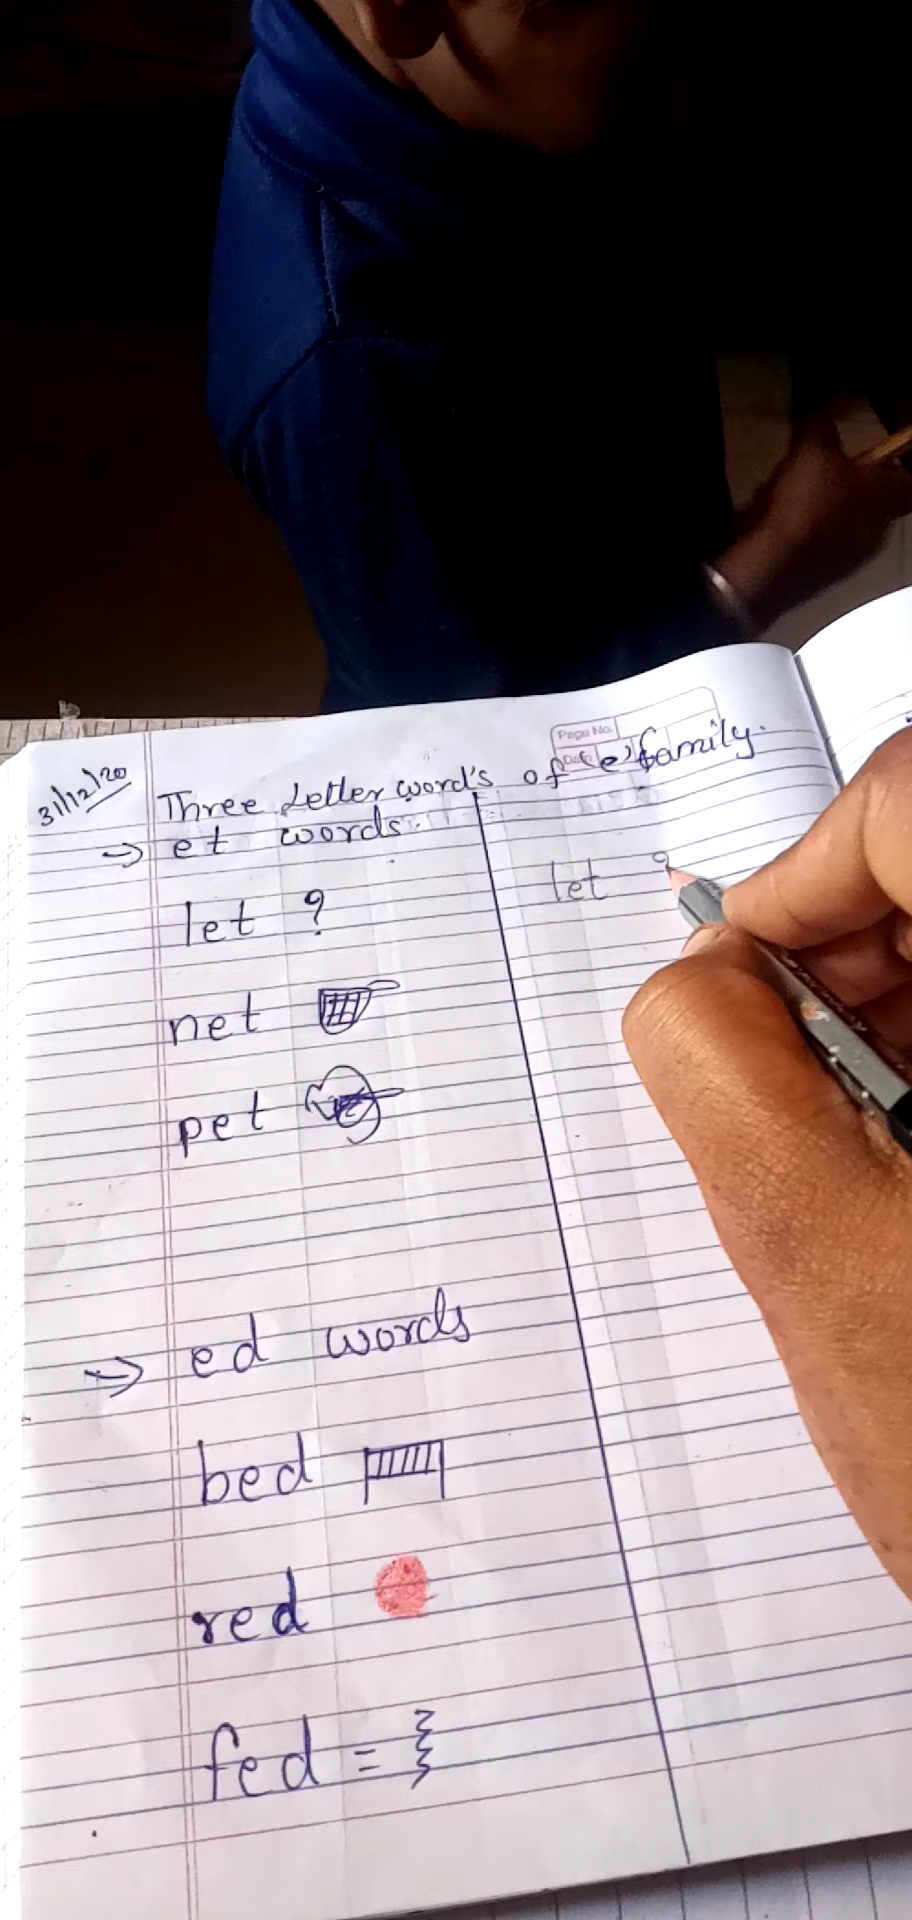 31/12/20
Page No.
Three Letter word's of 'e' family.
→ et words.
let ?
net
pet
→ ed words
bed
red
fed =
let ?